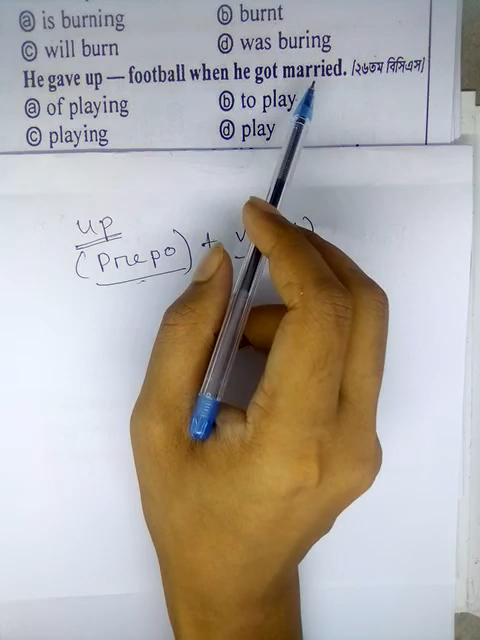 ⓐ is burning ⓑ burnt
ⓒ will burn ⓓ was buring
He gave up — football when he got married. [২৬তম বিসিএস]
ⓐ of playing ⓑ to play
ⓒ playing ⓓ play
up
(Prepo) +